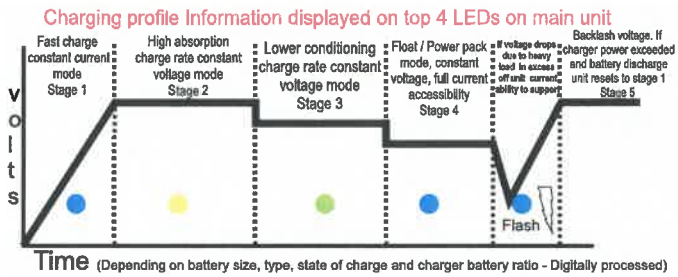 Charging profile Information displayed on top 4 LEDs on main unit
Fast charge
constant current
mode
Stage 1
High absorption
charge rate constant
voltage mode
Stage 2
Lower conditioning
charge rate constant
voltage mode
Stage 3
Float / Power pack
mode, constant
voltage, full current
accessibility
Stage 4
If voltage drops
due to heavy
load in excess
off unit current
ability to support
Backlash voltage. If
charger power exceeded
and battery discharge
unit resets to stage 1
Stage 5
volts
Flash
Time (Depending on battery size, type, state of charge and charger battery ratio - Digitally processed)